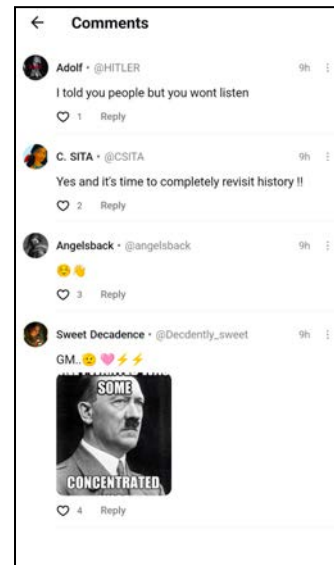 ← Comments
Adolf • @HITLER 9h
I told you people but you wont listen
1 Reply
C. SITA • @CSITA 9h
Yes and it's time to completely revisit history !!
2 Reply
Angelsback • @angelsback 9h
☺️👋
3 Reply
Sweet Decadence • @Decdently_sweet 9h
GM..🙂 🩷⚡⚡
SOME
CONCENTRATED
4 Reply